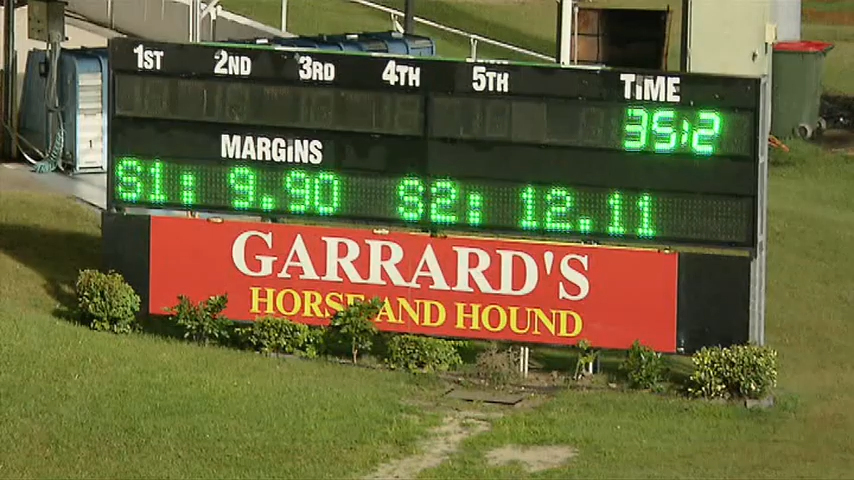 1ST 2ND 3RD 4TH 5TH TIME
35:2
MARGINS
S1: 9.90 S2: 12.11
GARRARD'S
HORSE AND HOUND